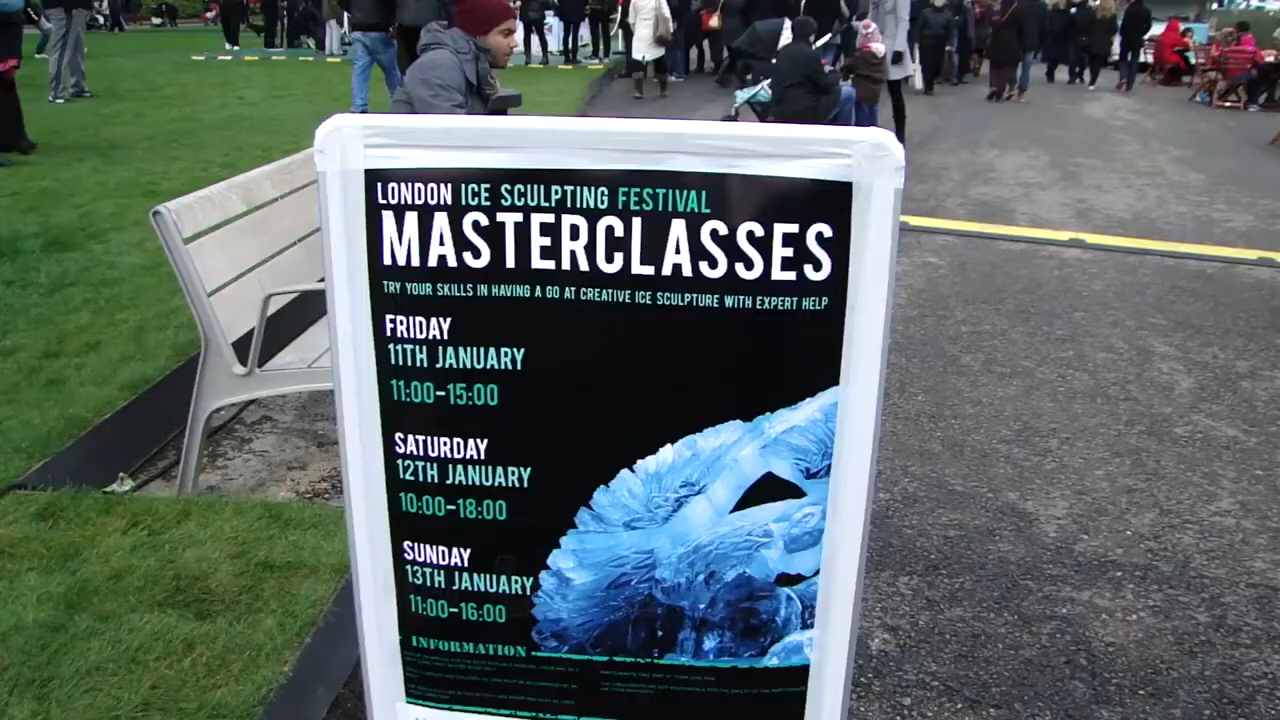 LONDON ICE SCULPTING FESTIVAL
MASTERCLASSES
TRY YOUR SKILLS IN HAVING A GO AT CREATIVE ICE SCULPTURE WITH EXPERT HELP
FRIDAY
11TH JANUARY
11:00-15:00
SATURDAY
12TH JANUARY
10:00-18:00
SUNDAY
13TH JANUARY
11:00-16:00
INFORMATION